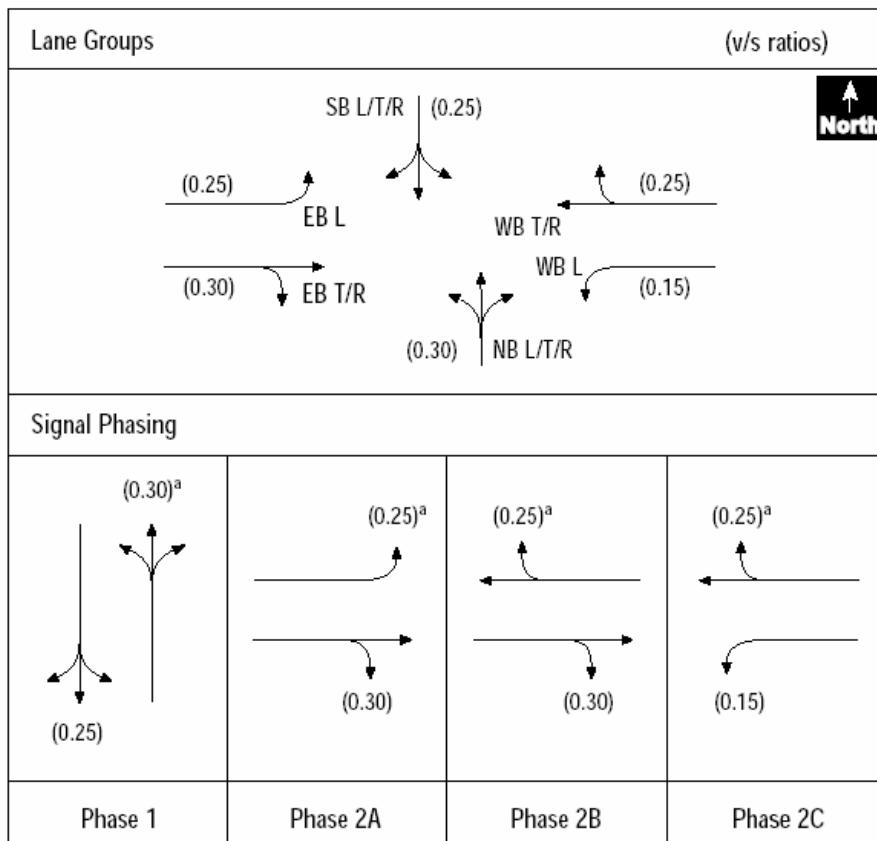 Lane Groups (v/s ratios)
North
SB L/T/R (0.25)
(0.25) (0.25)
EB L WB T/R
WB L
(0.30) EB T/R (0.15)
(0.30) NB L/T/R
Signal Phasing
(0.30)ᵃ
(0.25)ᵃ (0.25)ᵃ (0.25)ᵃ
(0.30) (0.30) (0.15)
(0.25)
Phase 1 Phase 2A Phase 2B Phase 2C